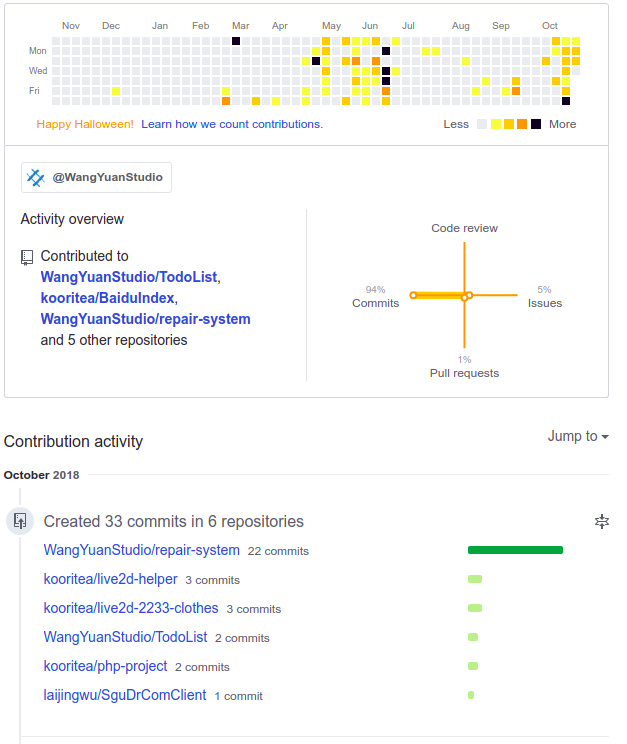 Nov Dec Jan Feb Mar Apr May Jun Jul Aug Sep Oct
Mon
Wed
Fri
Happy Halloween! Learn how we count contributions. Less More
@WangYuanStudio
Activity overview
Contributed to
WangYuanStudio/TodoList,
kooritea/BaiduIndex,
WangYuanStudio/repair-system
and 5 other repositories
Code review
94%
Commits
5%
Issues
1%
Pull requests
Contribution activity
Jump to
October 2018
Created 33 commits in 6 repositories
WangYuanStudio/repair-system 22 commits
kooritea/live2d-helper 3 commits
kooritea/live2d-2233-clothes 3 commits
WangYuanStudio/TodoList 2 commits
kooritea/php-project 2 commits
laijingwu/SguDrComClient 1 commit